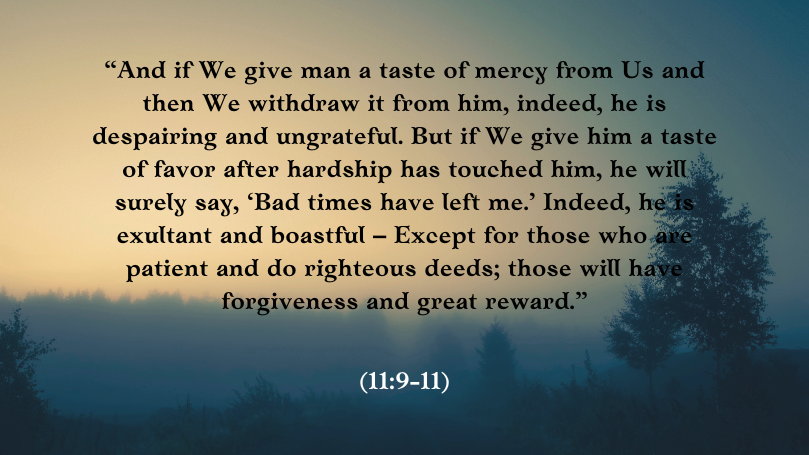 “And if We give man a taste of mercy from Us and
then We withdraw it from him, indeed, he is
despairing and ungrateful. But if We give him a taste
of favor after hardship has touched him, he will
surely say, ‘Bad times have left me.’ Indeed, he is
exultant and boastful – Except for those who are
patient and do righteous deeds; those will have
forgiveness and great reward.”
(11:9-11)